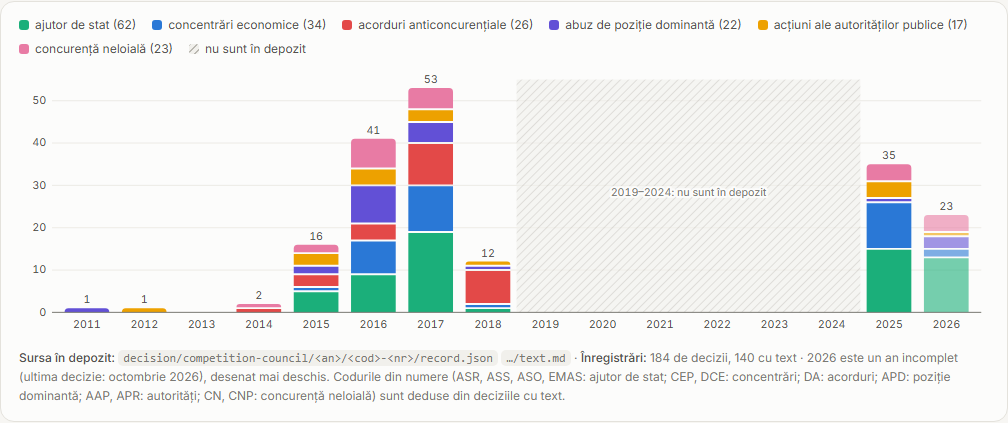 ajutor de stat (62) concentrări economice (34) acorduri anticoncurențiale (26) abuz de poziție dominantă (22) acțiuni ale autorităților publice (17)
concurență neloială (23) nu sunt în depozit
53
50
41
40
35
30
2019–2024: nu sunt în depozit
23
20
16
12
10
2
1 1
0
2011 2012 2013 2014 2015 2016 2017 2018 2019 2020 2021 2022 2023 2024 2025 2026
Sursa în depozit: decision/competition-council/<an>/<cod>-<nr>/record.json …/text.md · Înregistrări: 184 de decizii, 140 cu text · 2026 este un an incomplet
(ultima decizie: octombrie 2026), desenat mai deschis. Codurile din numere (ASR, ASS, ASO, EMAS: ajutor de stat; CEP, DCE: concentrări; DA: acorduri; APD: poziție
dominantă; AAP, APR: autorități; CN, CNP: concurență neloială) sunt deduse din deciziile cu text.